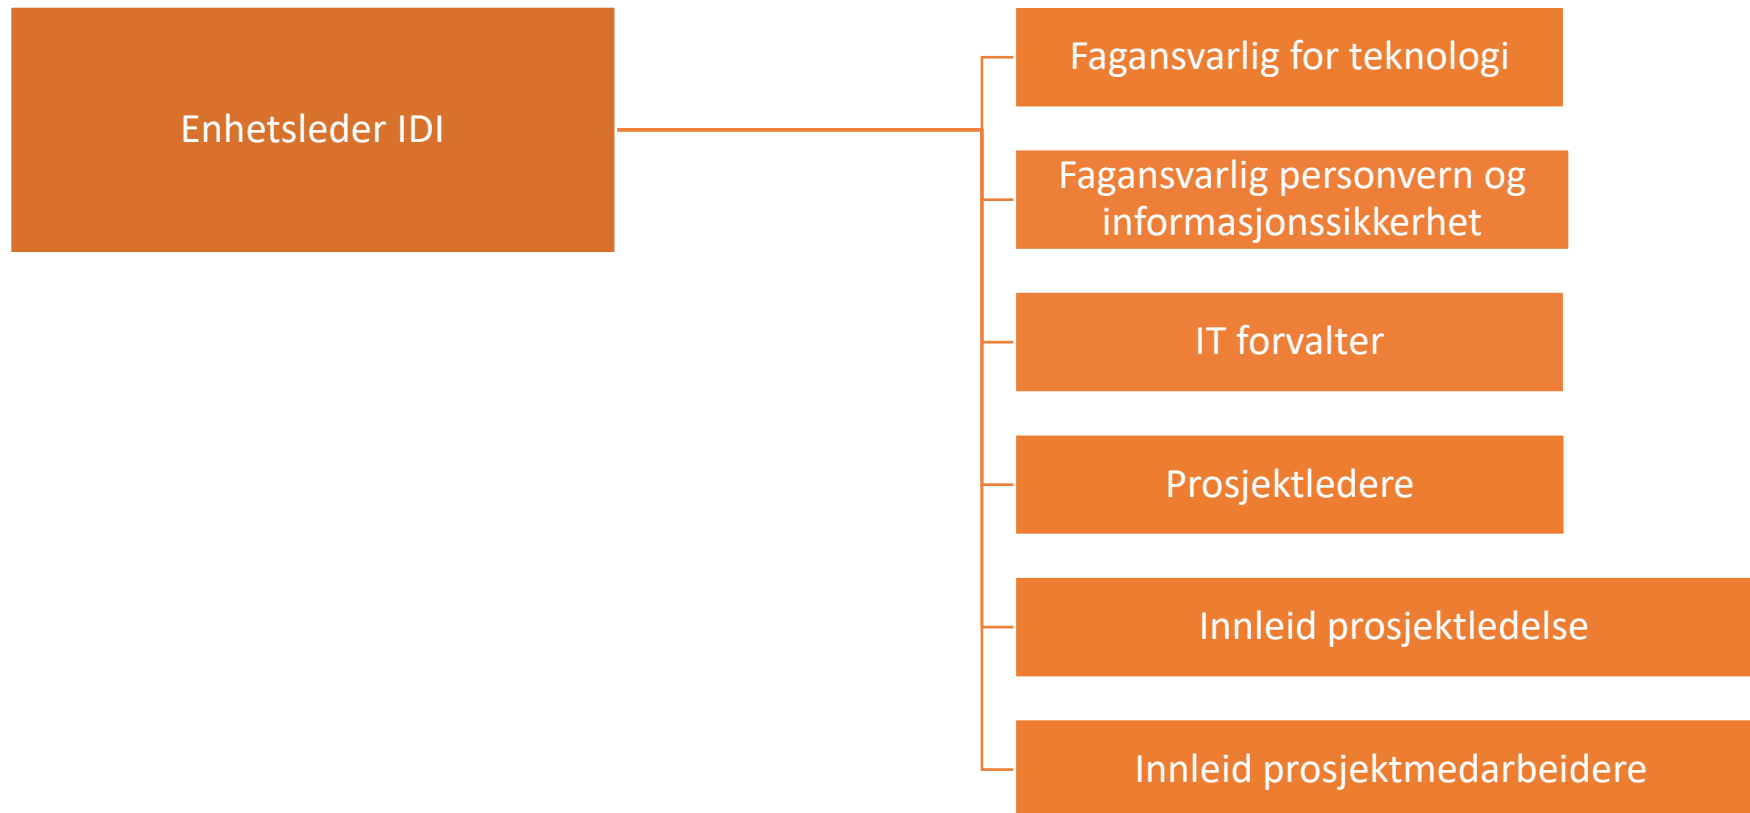 Enhetsleder IDI
Fagansvarlig for teknologi
Fagansvarlig personvern og
informasjonssikkerhet
IT forvalter
Prosjektledere
Innleid prosjektledelse
Innleid prosjektmedarbeidere